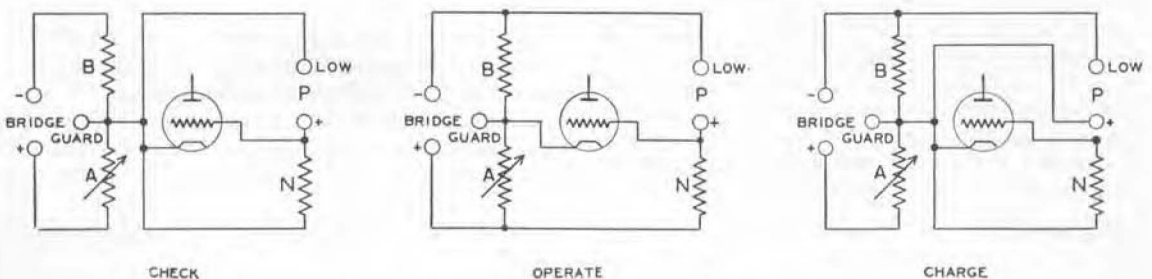 B
LOW
P
-
BRIDGE
GUARD
+
+
A
N
CHECK
B
LOW.
P
-
BRIDGE
GUARD
+
+
A
N
OPERATE
B
LOW
P
-
BRIDGE
GUARD
+
+
A
N
CHARGE